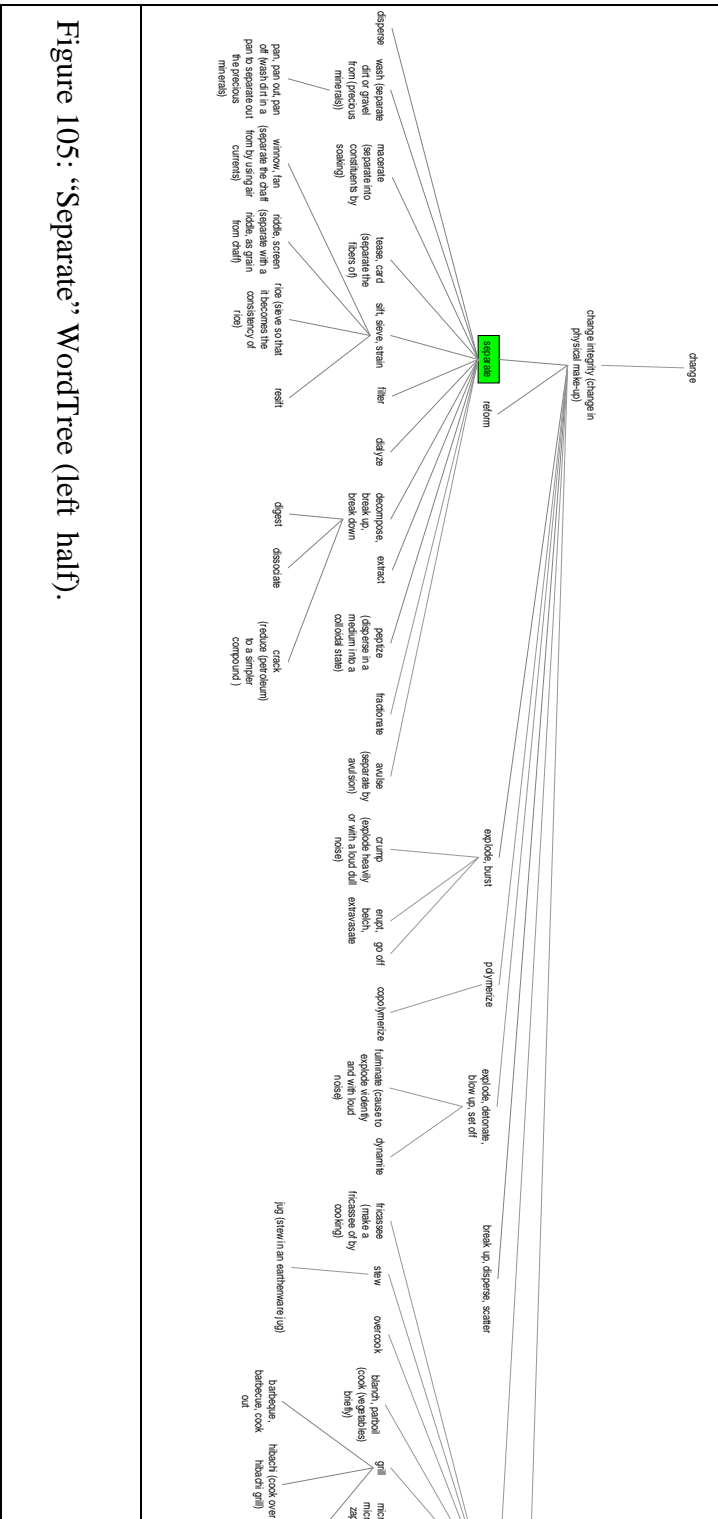 change
change integrity (change in
physical make-up)
separate
reform
explode, burst
polymerize
explode, detonate,
blow up, set off
break up, disperse, scatter
disperse
wash (separate
dirt or gravel
from (precious
minerals))
macerate
(separate into
constituents by
soaking)
tease, card
(separate the
fibers of)
sift, sieve, strain
filter
dialyze
decompose,
break up,
break down
extract
peptize
(disperse in a
medium into a
colloidal state)
fractionate
avulse
(separate by
avulsion)
crump
(explode heavily
or with a loud dull
noise)
erupt,
belch,
extravasate
go off
copolymerize
fulminate (cause to
explode violently
and with loud
noise)
dynamite
fricassee
(make a
fricassee of by
cooking)
stew
overcook
blanch, parboil
(cook (vegetables)
briefly)
grill
micr
micr
zap
pan, pan out, pan
off (wash dirt in a
pan to separate out
the precious
minerals)
winnow, fan
(separate the chaff
from by using air
currents)
riddle, screen
(separate with a
riddle, as grain
from chaff)
rice (sieve so that
it becomes the
consistency of
rice)
resift
digest
dissociate
crack
(reduce (petroleum)
to a simpler
compound )
jug (stew in an earthenware jug)
barbeque,
barbecue, cook
out
hibachi (cook over
hibachi grill)
Figure 105: “Separate” WordTree (left half).